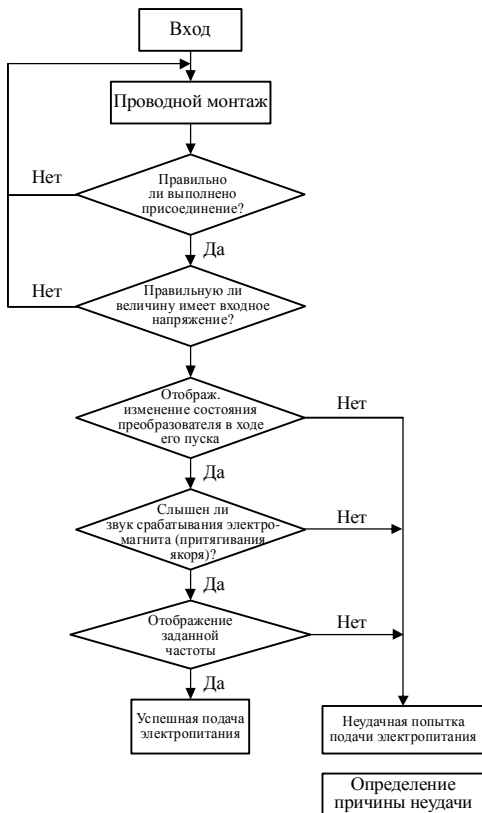 Вход
Проводной монтаж
Нет
Правильно
ли выполнено
присоединение?
Да
Нет
Правильную ли
величину имеет входное
напряжение?
Отображ.
изменение состояния
преобразователя в ходе
его пуска
Нет
Да
Слышен ли
звук срабатывания электро-
магнита (притягивания
якоря)?
Нет
Да
Отображение
заданной
частоты
Нет
Да
Успешная подача
электропитания
Неудачная попытка
подачи электропитания
Определение
причины неудачи